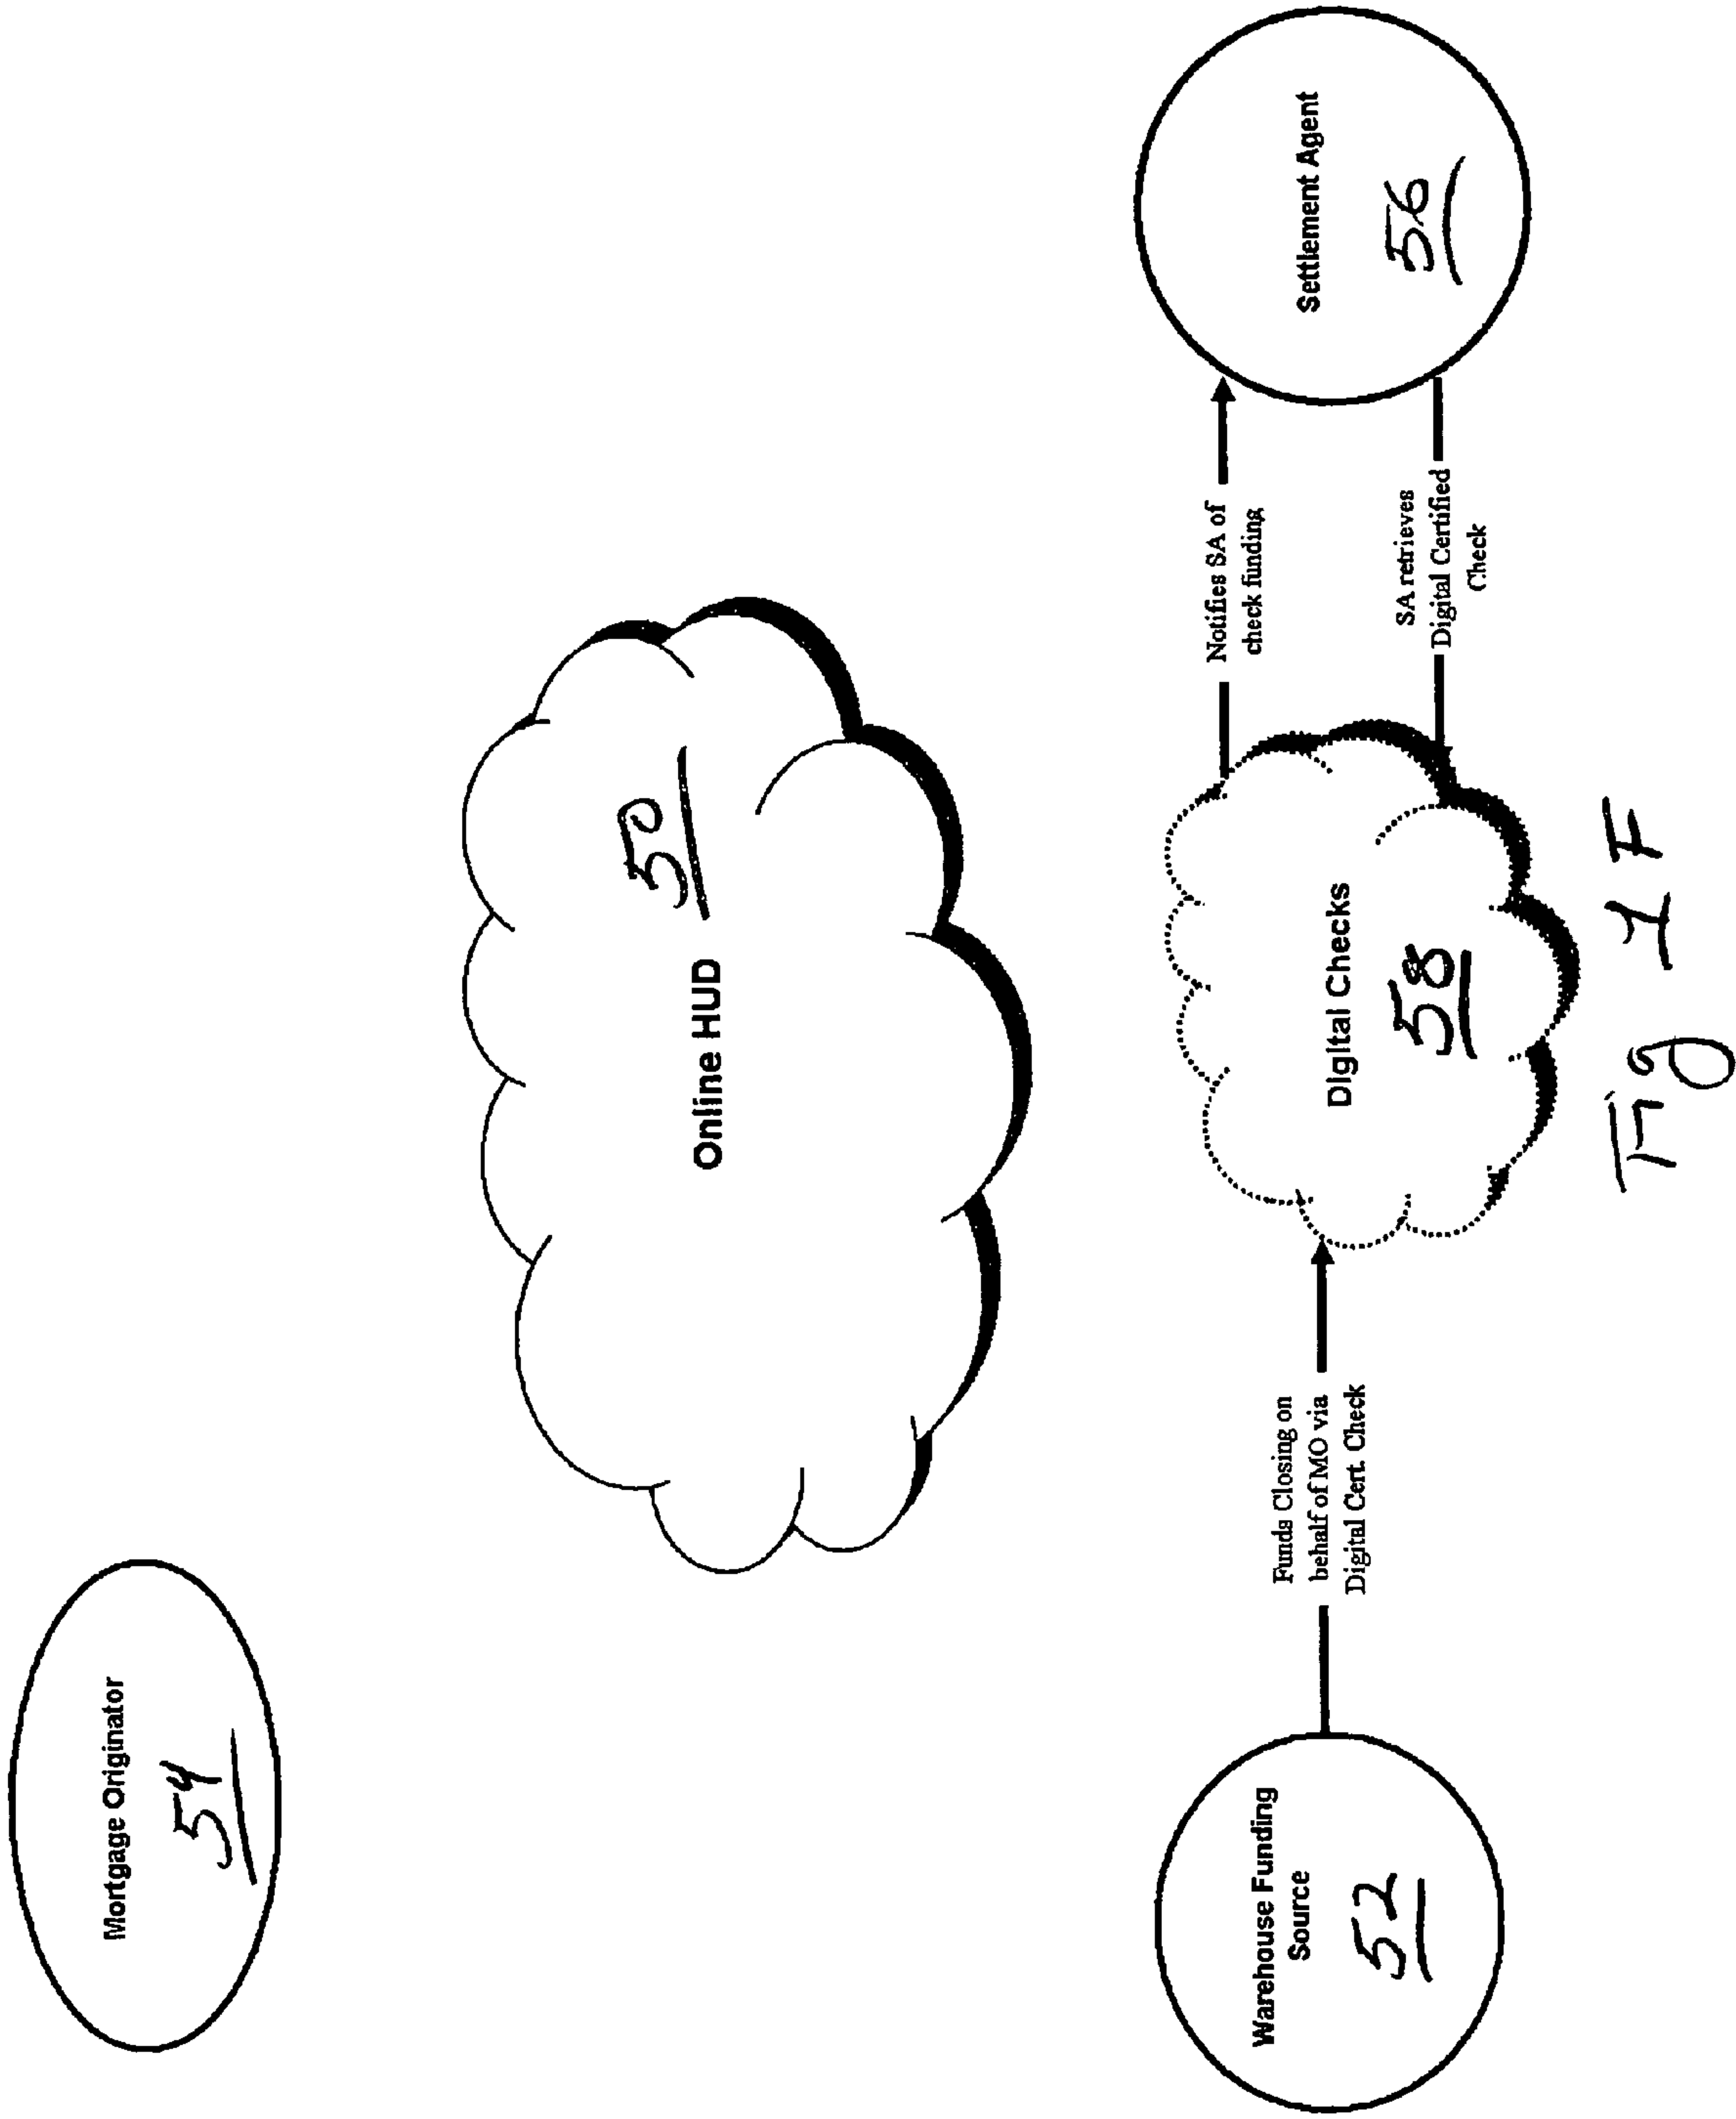 Mortgage Originator
54
Online HUD
50
Warehouse Funding
Source
52
Funds Closing on
behalf of MO via
Digital Cert. Check
Digital Checks
58
Notifies SA of
check funding
SA retrieves
Digital Certified
Check
Settlement Agent
56
Fig 1F